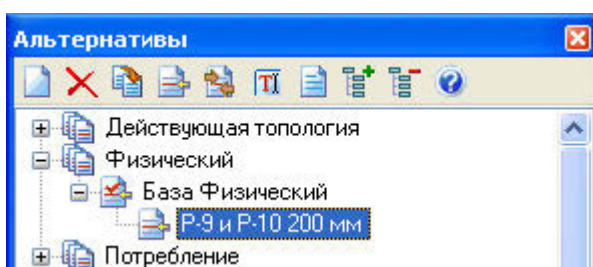 Альтернативы
Действующая топология
Физический
База Физический
P-9 и P-10 200 мм
Потребление